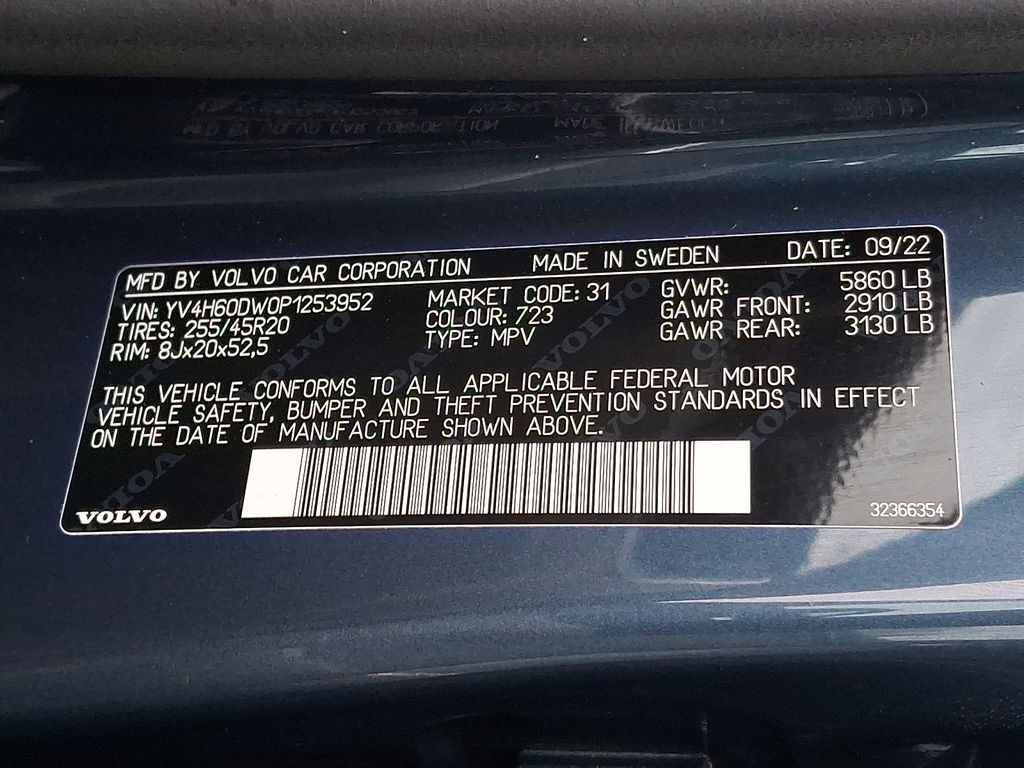 MFD BY VOLVO CAR CORPORATION MADE IN SWEDEN DATE: 09/22
VIN: YV4H60DW0P1253952 MARKET CODE: 31 GVWR: 5860 LB
TIRES: 255/45R20 COLOUR: 723 GAWR FRONT: 2910 LB
RIM: 8Jx20x52,5 TYPE: MPV GAWR REAR: 3130 LB
THIS VEHICLE CONFORMS TO ALL APPLICABLE FEDERAL MOTOR
VEHICLE SAFETY, BUMPER AND THEFT PREVENTION STANDARDS IN EFFECT
ON THE DATE OF MANUFACTURE SHOWN ABOVE.
VOLVO 32366354